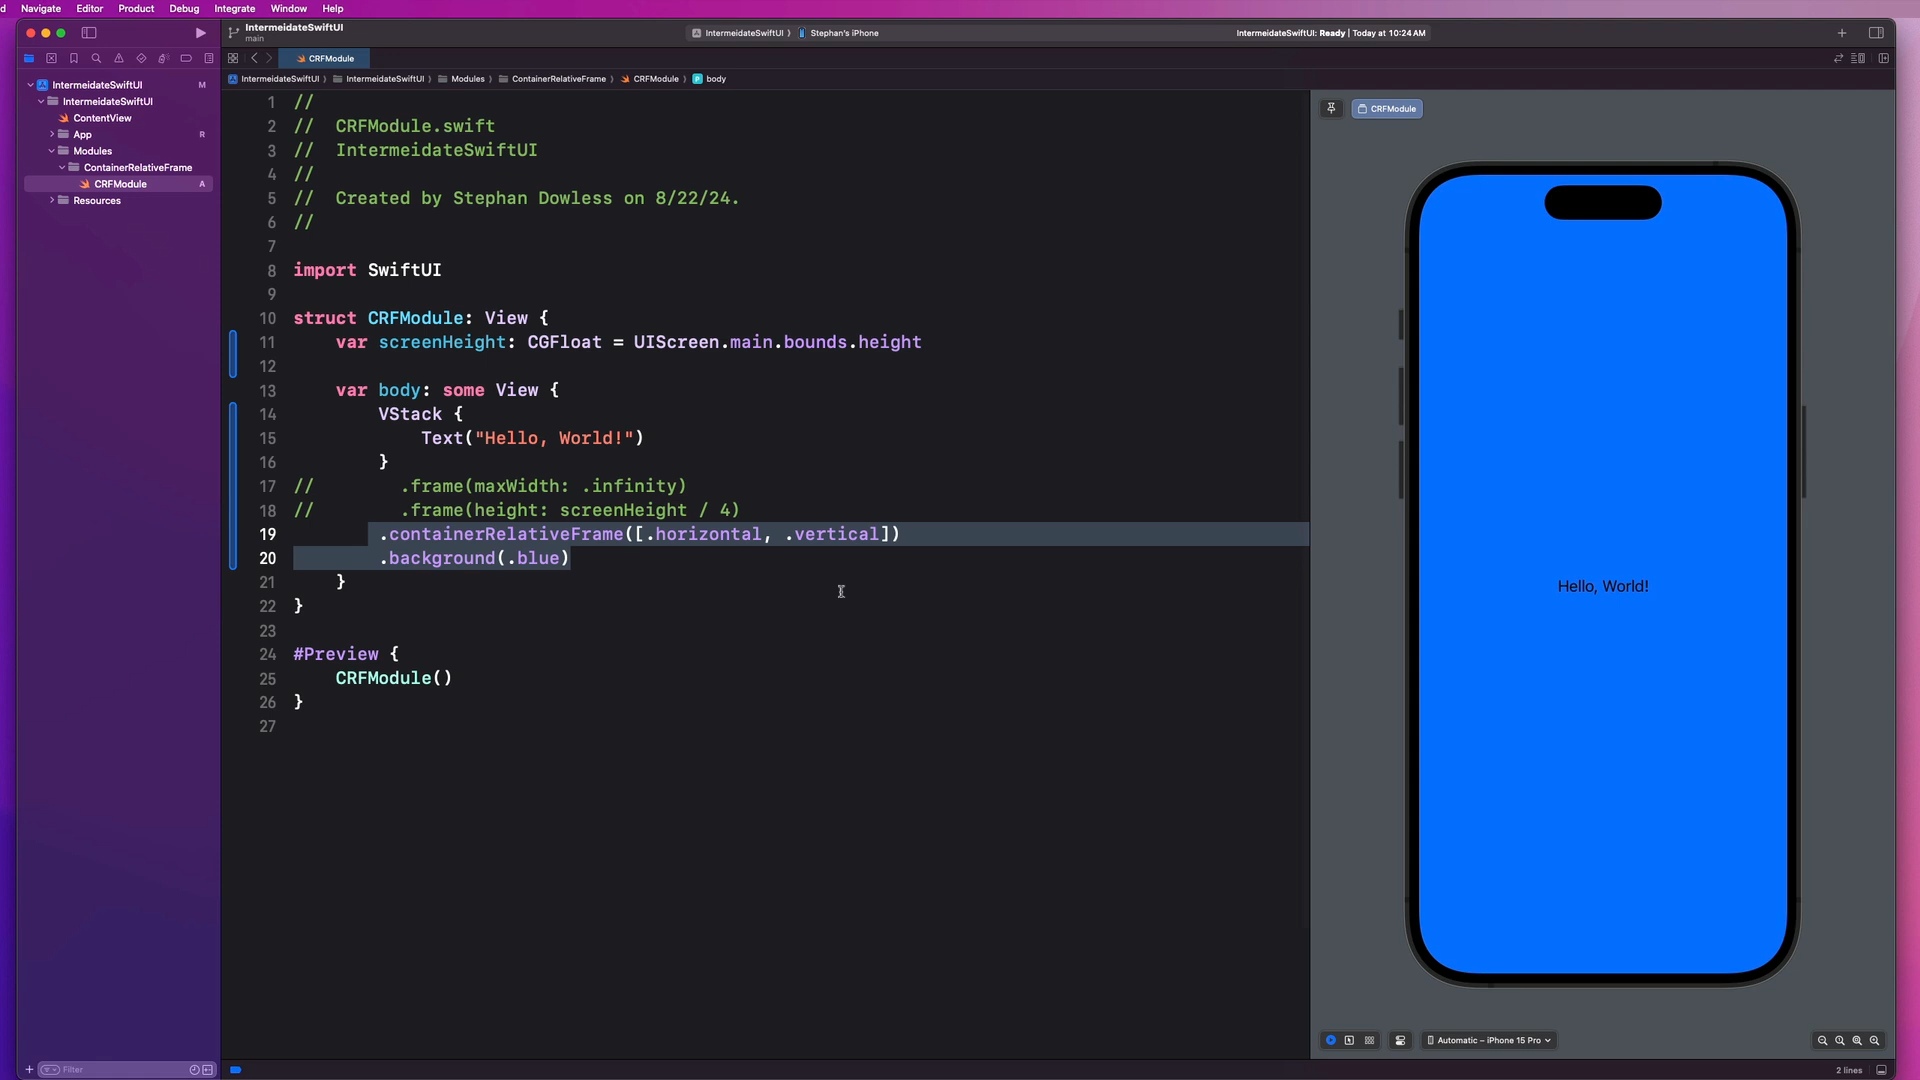 Navigate Editor Product Debug Integrate Window Help
IntermeidateSwiftUI
main
IntermeidateSwiftUI 〉 Stephan's iPhone
IntermeidateSwiftUI: Ready | Today at 10:24 AM
CRFModule
IntermeidateSwiftUI 〉 IntermeidateSwiftUI 〉 Modules 〉 ContainerRelativeFrame 〉 CRFModule 〉 body
IntermeidateSwiftUI M
IntermeidateSwiftUI
ContentView
App R
Modules
ContainerRelativeFrame
CRFModule A
Resources
Filter
1 //
2 //  CRFModule.swift
3 //  IntermeidateSwiftUI
4 //
5 //  Created by Stephan Dowless on 8/22/24.
6 //
7
8 import SwiftUI
9
10 struct CRFModule: View {
11     var screenHeight: CGFloat = UIScreen.main.bounds.height
12
13     var body: some View {
14         VStack {
15             Text("Hello, World!")
16         }
17 //        .frame(maxWidth: .infinity)
18 //        .frame(height: screenHeight / 4)
19         .containerRelativeFrame([.horizontal, .vertical])
20         .background(.blue)
21     }
22 }
23
24 #Preview {
25     CRFModule()
26 }
27
CRFModule
Hello, World!
Automatic – iPhone 15 Pro
2 lines